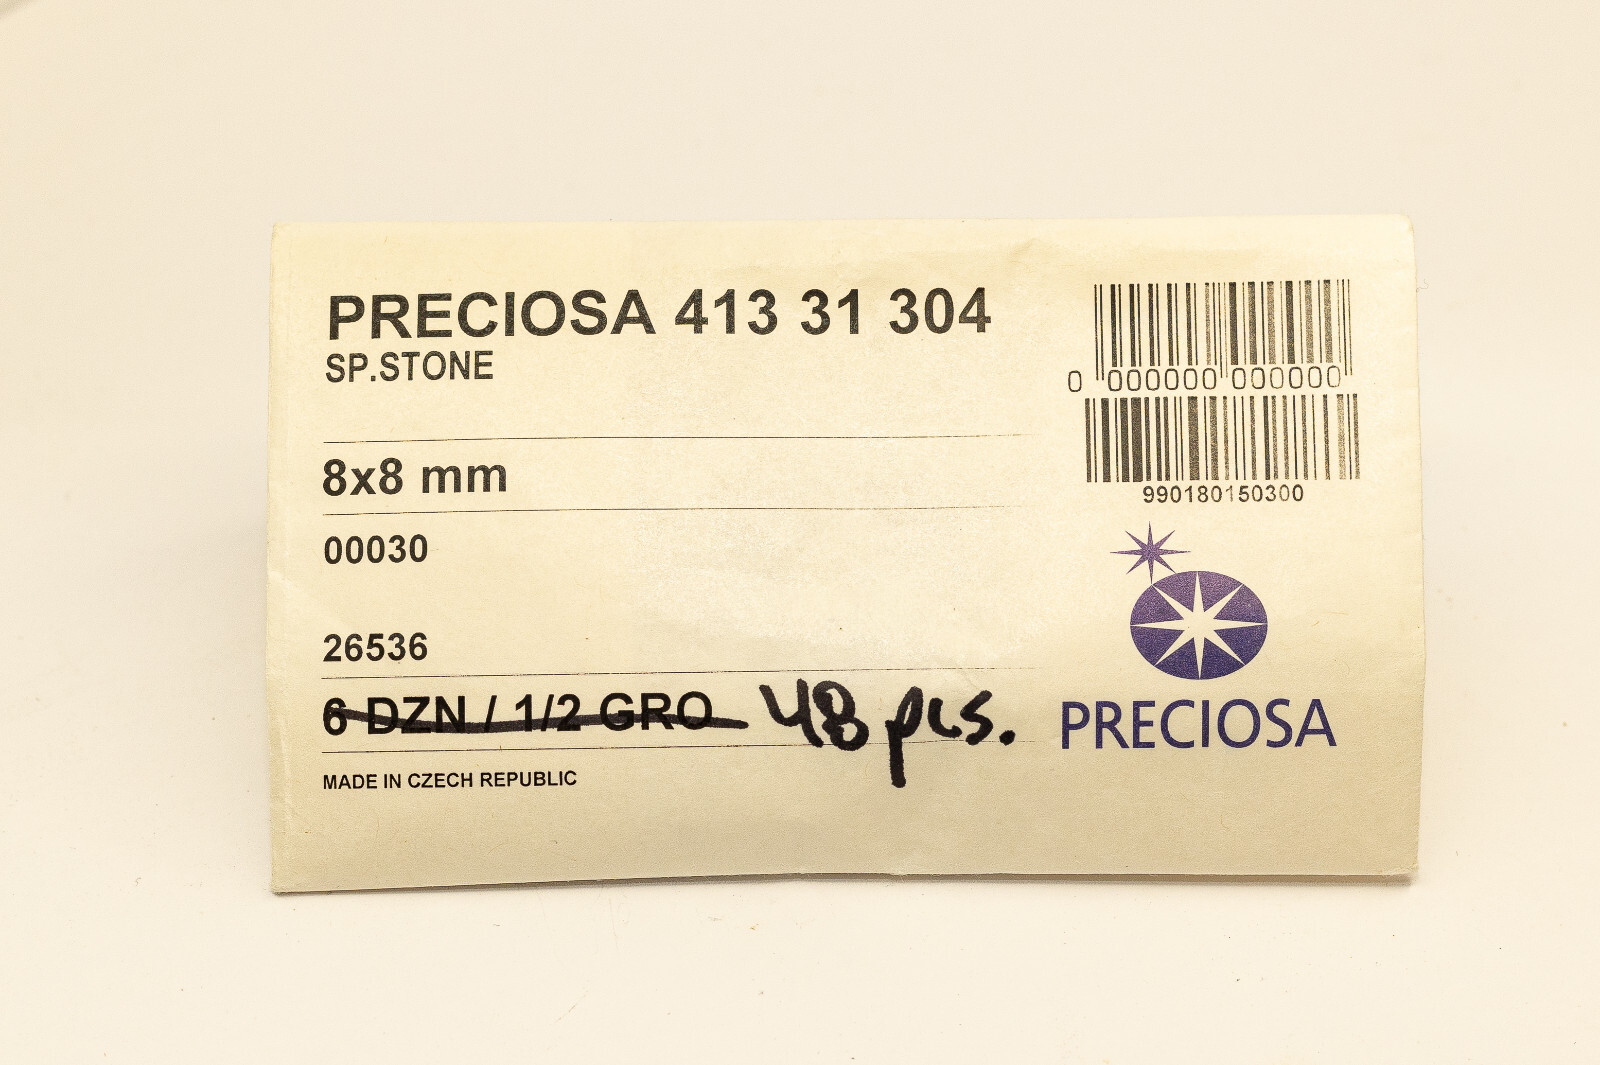 PRECIOSA 413 31 304
SP.STONE
8x8 mm
00030
26536
6 DZN / 1/2 GRO 48 pcs.
MADE IN CZECH REPUBLIC
0 000000 000000
990180150300
PRECIOSA